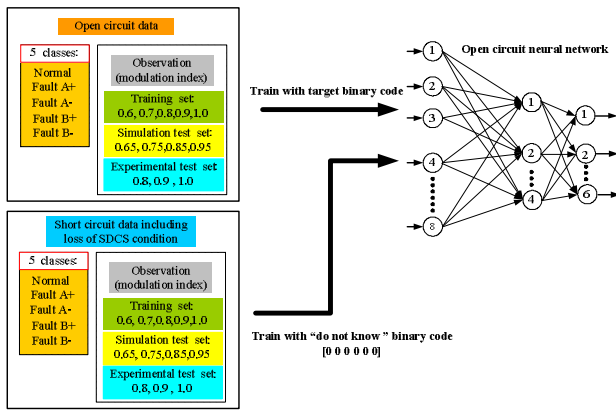 Open circuit data
5 classes:
Normal
Fault A+
Fault A-
Fault B+
Fault B-
Observation
(modulation index)
Training set:
0.6, 0.7,0.8,0.9,1.0
Simulation test set:
0.65,0.75,0.85,0.95
Experimental test set:
0.8, 0.9 , 1.0
Short circuit data including
loss of SDCS condition
5 classes:
Normal
Fault A+
Fault A-
Fault B+
Fault B-
Observation
(modulation index)
Training set:
0.6, 0.7,0.8,0.9,1.0
Simulation test set:
0.65, 0.75,0.85,0.95
Experimental test set:
0.8, 0.9 , 1.0
Train with target binary code
Train with “do not know” binary code
[0 0 0 0 0 0]
Open circuit neural network
1
2
3
4
8
1
2
4
1
2
6